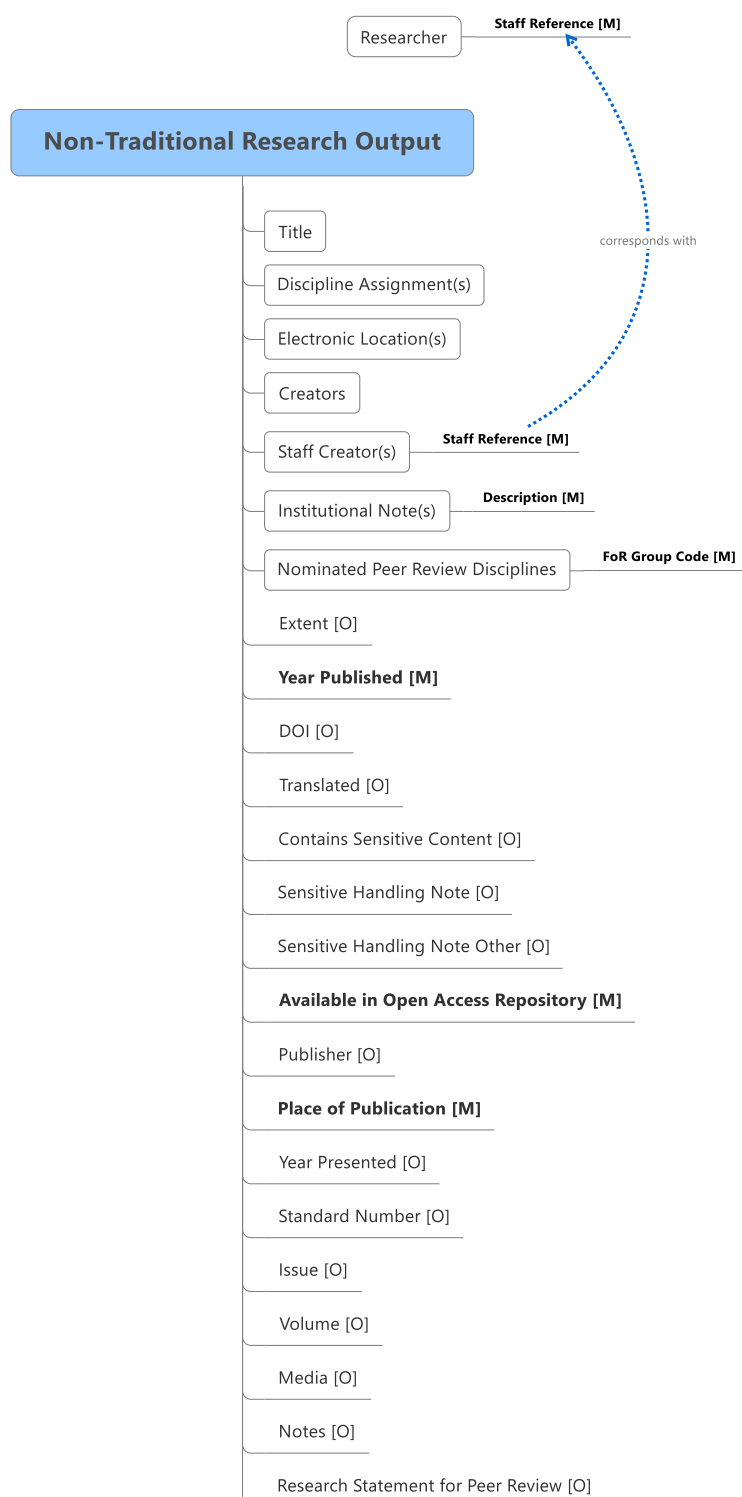 Researcher
Staff Reference [M]
Non-Traditional Research Output
Title
corresponds with
Discipline Assignment(s)
Electronic Location(s)
Creators
Staff Creator(s)
Staff Reference [M]
Institutional Note(s)
Description [M]
Nominated Peer Review Disciplines
FoR Group Code [M]
Extent [O]
Year Published [M]
DOI [O]
Translated [O]
Contains Sensitive Content [O]
Sensitive Handling Note [O]
Sensitive Handling Note Other [O]
Available in Open Access Repository [M]
Publisher [O]
Place of Publication [M]
Year Presented [O]
Standard Number [O]
Issue [O]
Volume [O]
Media [O]
Notes [O]
Research Statement for Peer Review [O]